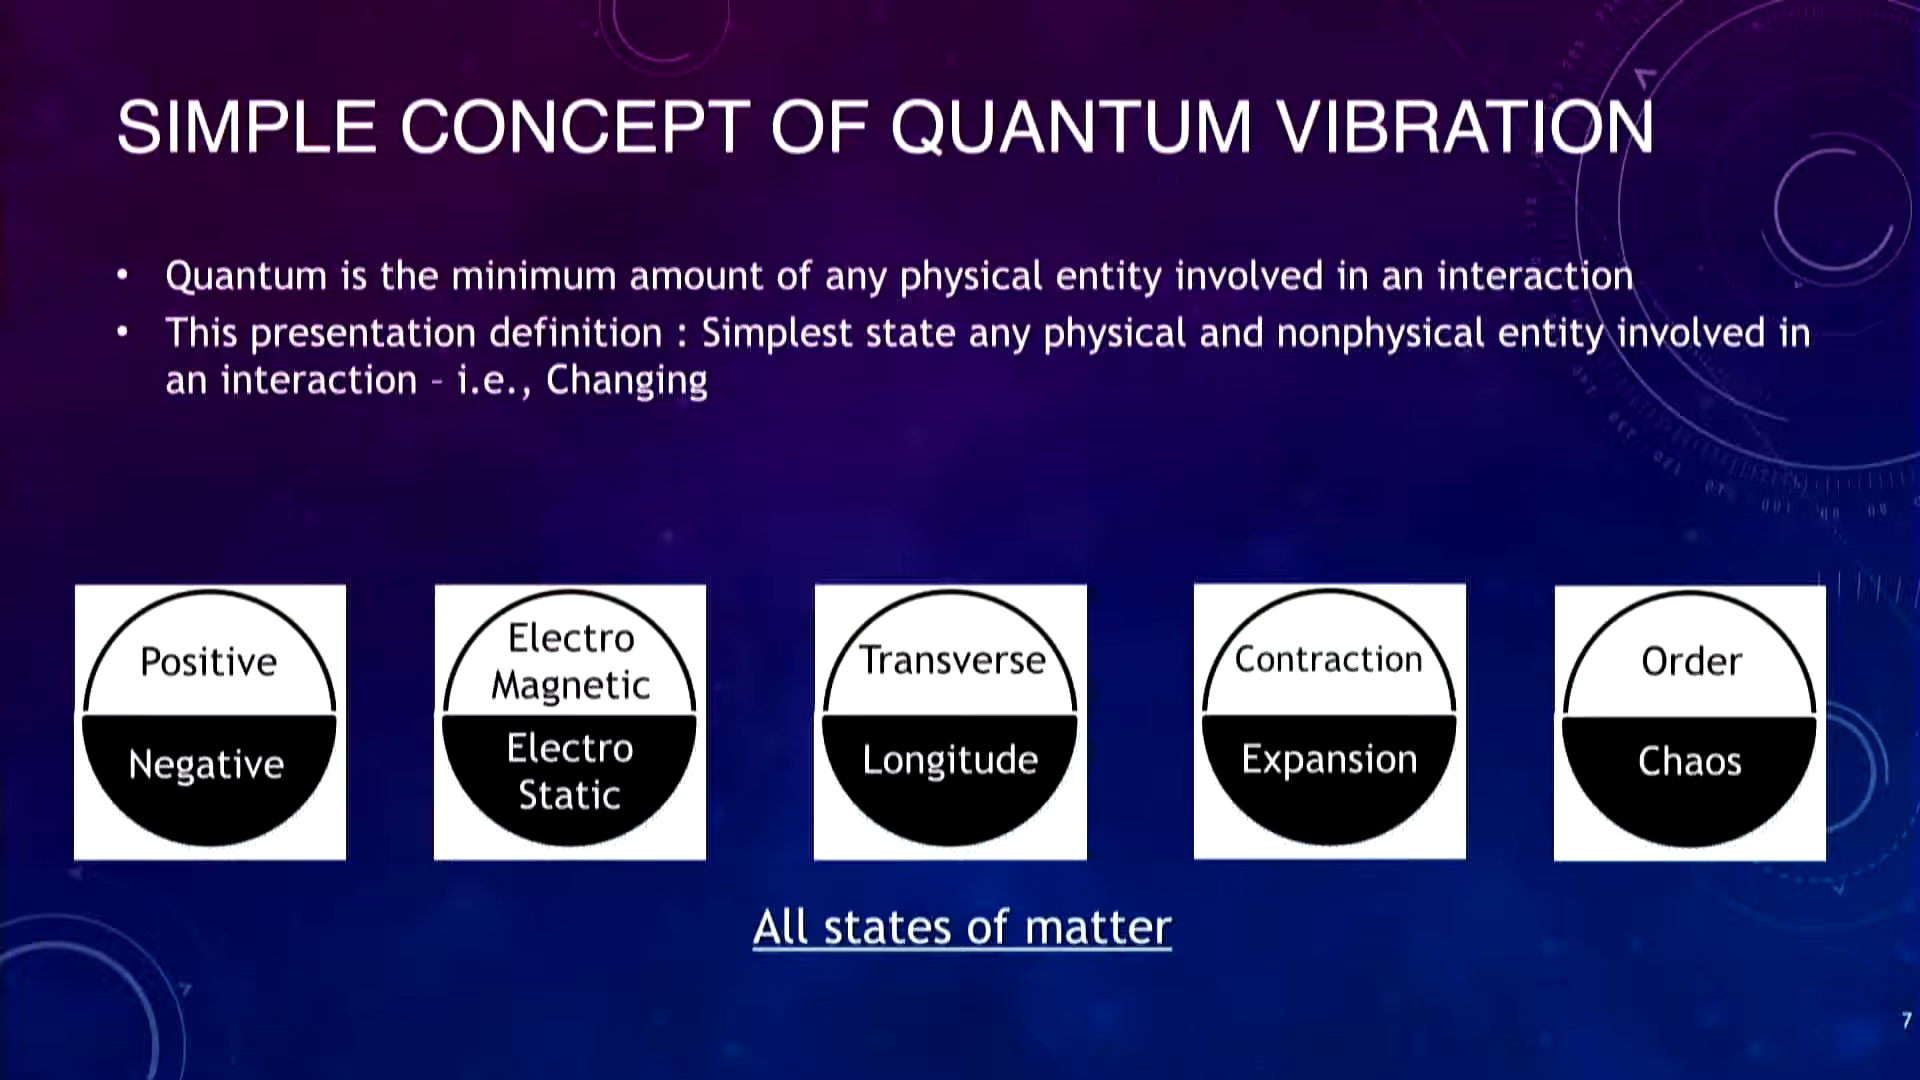 SIMPLE CONCEPT OF QUANTUM VIBRATION
• Quantum is the minimum amount of any physical entity involved in an interaction
• This presentation definition : Simplest state any physical and nonphysical entity involved in
an interaction - i.e., Changing
Positive
Negative
Electro
Magnetic
Electro
Static
Transverse
Longitude
Contraction
Expansion
Order
Chaos
All states of matter
7